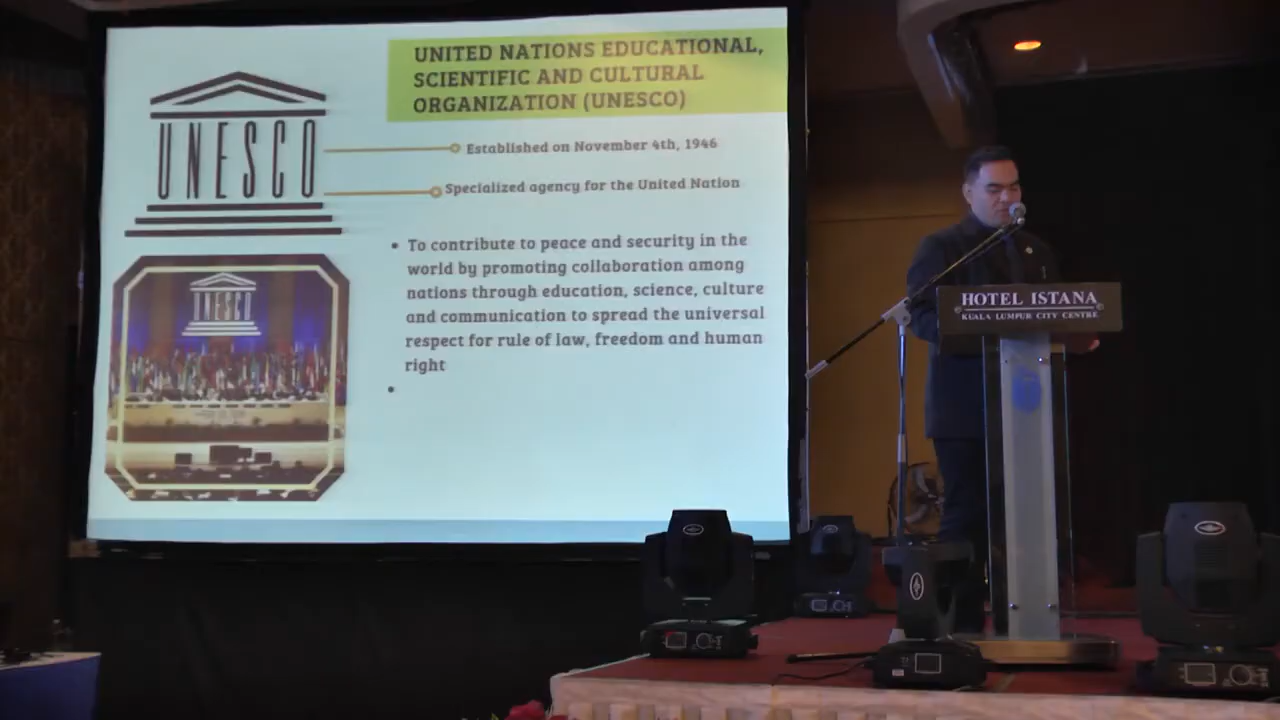 UNITED NATIONS EDUCATIONAL,
SCIENTIFIC AND CULTURAL
ORGANIZATION (UNESCO)
UNESCO
Established on November 4th, 1946
Specialized agency for the United Nation
• To contribute to peace and security in the
world by promoting collaboration among
nations through education, science, culture
and communication to spread the universal
respect for rule of law, freedom and human
right
•
UNESCO
HOTEL ISTANA
KUALA LUMPUR CITY CENTRE
.CH